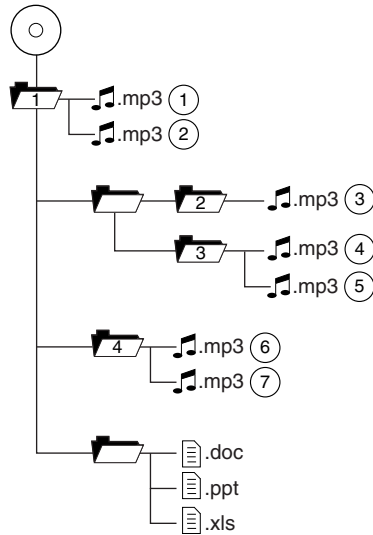 1 .mp3 1
.mp3 2
2 .mp3 3
3 .mp3 4
.mp3 5
4 .mp3 6
.mp3 7
.doc
.ppt
.xls